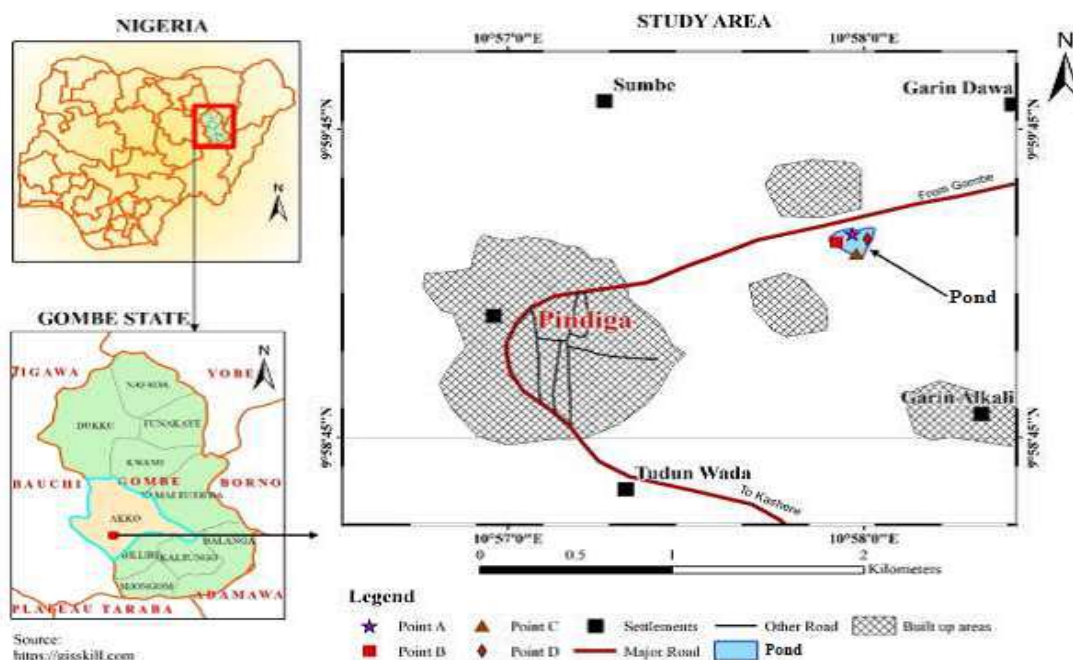 NIGERIA
N
GOMBE STATE
N
JIGAWA
YOBE
NAFADA
DUKKU
FUNAKAYE
KWAMI
BAUCHI
GOMBE
BORNO
AKKO
BALANGA
BILLIRI
KALTUNGO
SHONGOM
PLATEAU TARABA
ADAMAWA
Source:
https://gisskill.com
STUDY AREA
10°57'0"E
10°58'0"E
N
Sumbe
Garin Dawa
9°59'45"N
9°59'45"N
From Gombe
Pond
Pindiga
Garin Alkali
9°58'45"N
9°58'45"N
Tudun Wada
To Kashere
10°57'0"E
10°58'0"E
0
0.5
1
2
Kilometers
Legend
Point A
Point C
Settlements
Other Road
Built up areas
Point B
Point D
Major Road
Pond